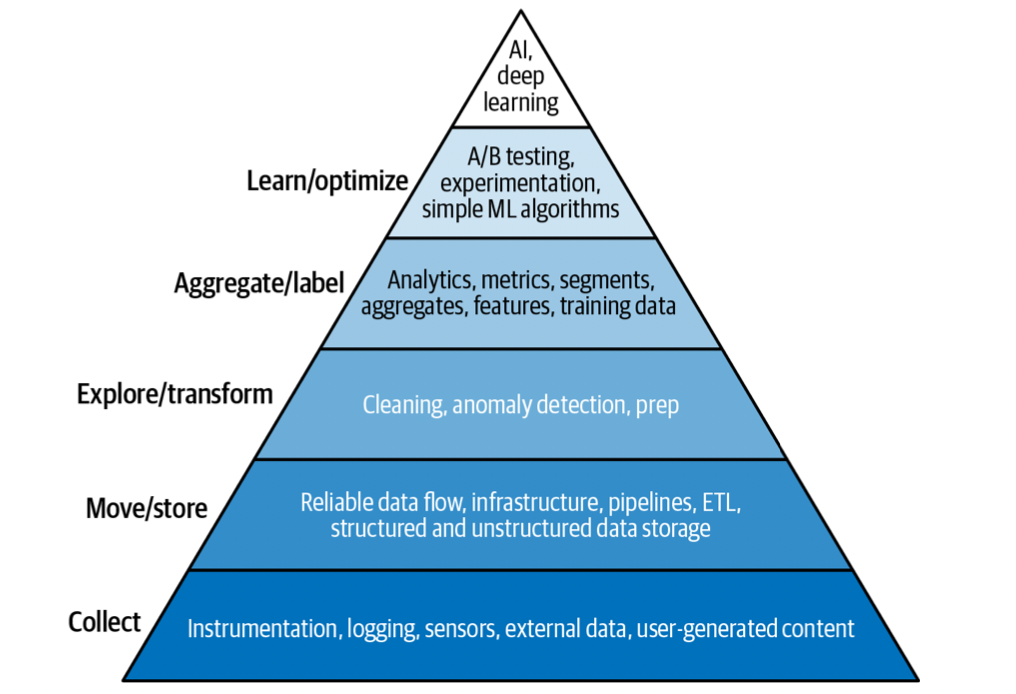 AI,
deep
learning
Learn/optimize
A/B testing,
experimentation,
simple ML algorithms
Aggregate/label
Analytics, metrics, segments,
aggregates, features, training data
Explore/transform
Cleaning, anomaly detection, prep
Move/store
Reliable data flow, infrastructure, pipelines, ETL,
structured and unstructured data storage
Collect
Instrumentation, logging, sensors, external data, user-generated content